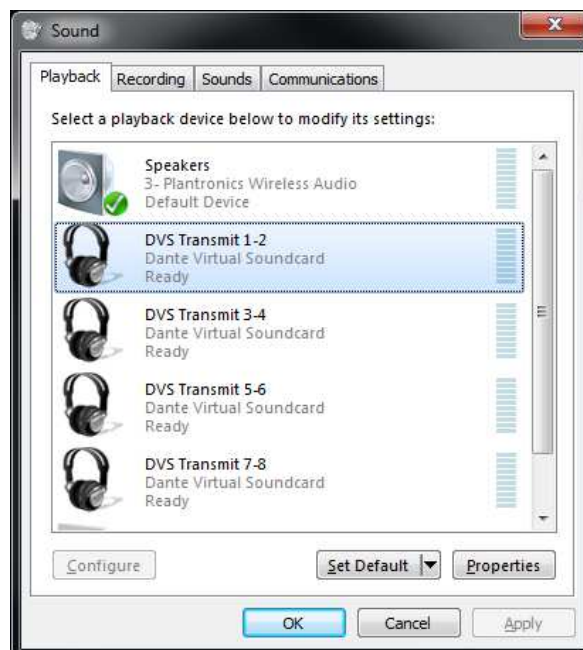 Sound
Playback Recording Sounds Communications
Select a playback device below to modify its settings:
Speakers
3- Plantronics Wireless Audio
Default Device
DVS Transmit 1-2
Dante Virtual Soundcard
Ready
DVS Transmit 3-4
Dante Virtual Soundcard
Ready
DVS Transmit 5-6
Dante Virtual Soundcard
Ready
DVS Transmit 7-8
Dante Virtual Soundcard
Ready
Configure Set Default Properties
OK Cancel Apply